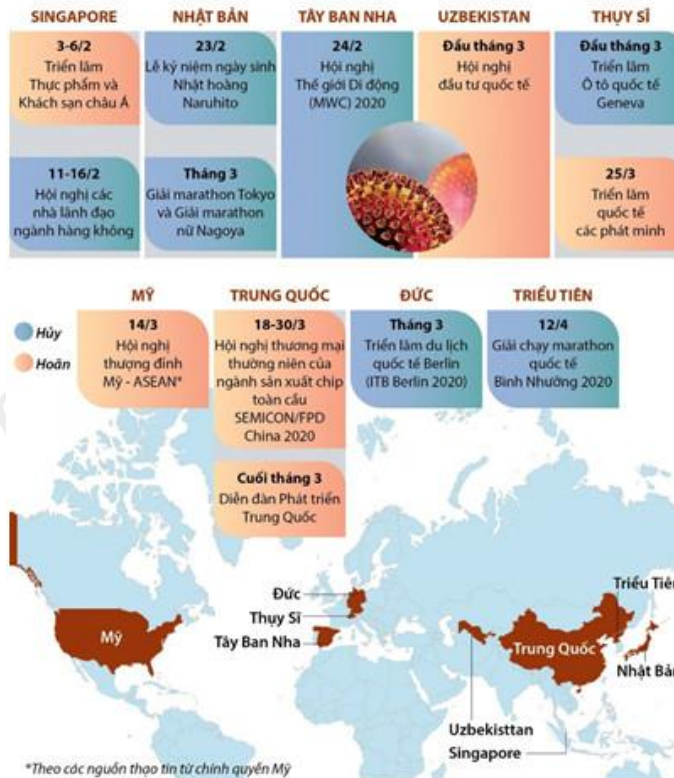 SINGAPORE
3-6/2
Triển lãm
Thực phẩm và
Khách sạn châu Á
11-16/2
Hội nghị các
nhà lãnh đạo
ngành hàng không
NHẬT BẢN
23/2
Lễ kỷ niệm ngày sinh
Nhật hoàng
Naruhito
Tháng 3
Giải marathon Tokyo
và Giải marathon
nữ Nagoya
TÂY BAN NHA
24/2
Hội nghị
Thế giới Di động
(MWC) 2020
UZBEKISTAN
Đầu tháng 3
Hội nghị
đầu tư quốc tế
THỤY SĨ
Đầu tháng 3
Triển lãm
Ô tô quốc tế
Geneva
25/3
Triển lãm
quốc tế
các phát minh
Hủy
Hoãn
MỸ
14/3
Hội nghị
thượng đỉnh
Mỹ - ASEAN*
TRUNG QUỐC
18-30/3
Hội nghị thương mại
thường niên của
ngành sản xuất chip
toàn cầu
SEMICON/FPD
China 2020
Cuối tháng 3
Diễn đàn Phát triển
Trung Quốc
ĐỨC
Tháng 3
Triển lãm du lịch
quốc tế Berlin
(ITB Berlin 2020)
TRIỀU TIÊN
12/4
Giải chạy marathon
quốc tế
Bình Nhưỡng 2020
Mỹ
Đức
Thụy Sĩ
Tây Ban Nha
Triều Tiên
Trung Quốc
Nhật Bản
Uzbekisttan
Singapore
*Theo các nguồn thạo tin từ chính quyền Mỹ